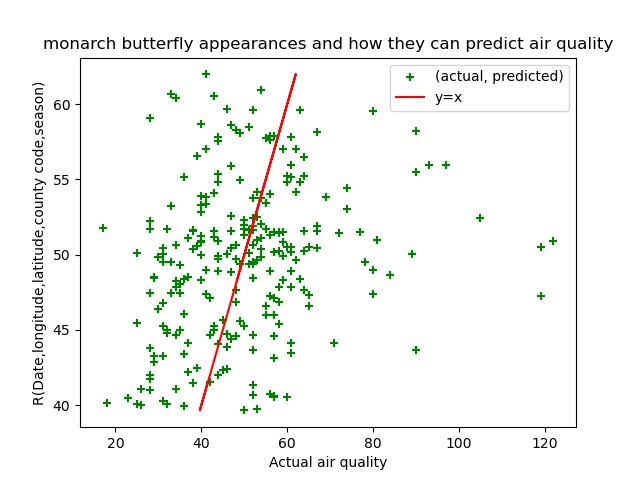 monarch butterfly appearances and how they can predict air quality
(actual, predicted)
y=x
R(Date,longitude,latitude,county code,season)
60
55
50
45
40
20
40
60
80
100
120
Actual air quality